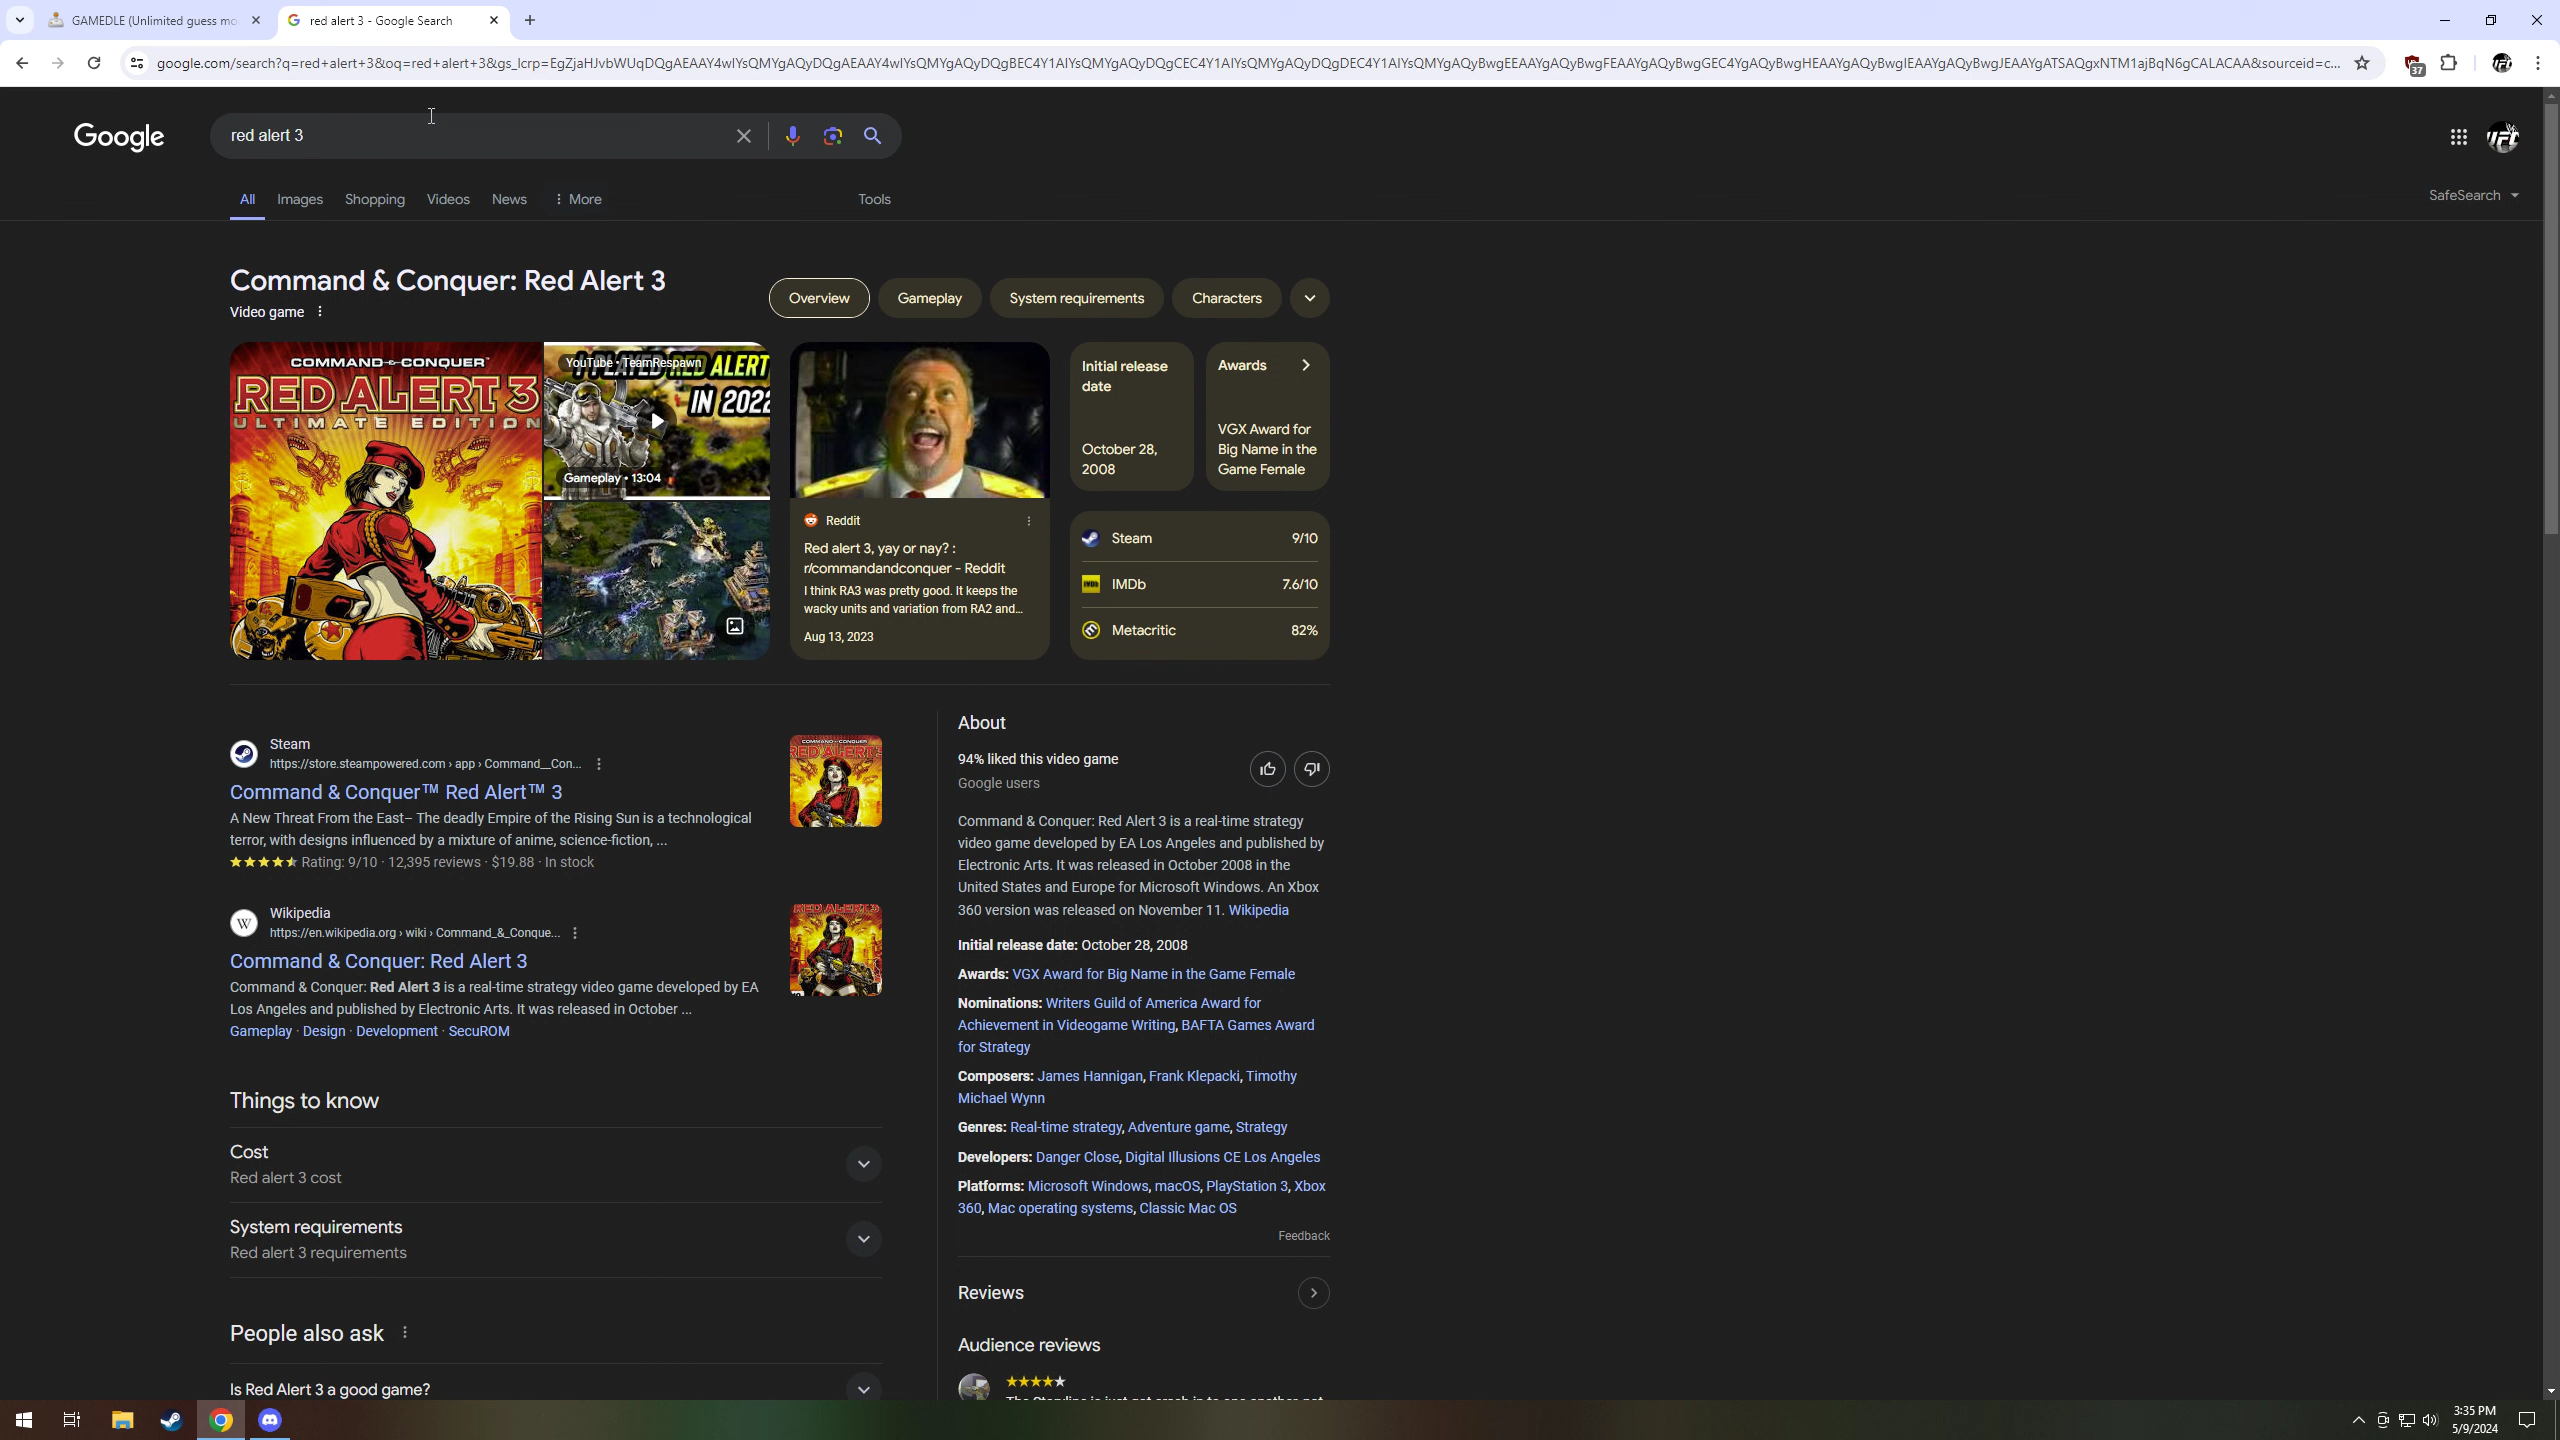 GAMEDLE (Unlimited guess mo
red alert 3 - Google Search
google.com/search?q=red+alert+3&oq=red+alert+3&gs_lcrp=EgZjaHJvbWUqDQgAEAAY4wIYsQMYgAQyDQgAEAAY4wIYsQMYgAQyDQgBEC4Y1AIYsQMYgAQyDQgCEC4Y1AIYsQMYgAQyDQgDEC4Y1AIYsQMYgAQyBwgEEAAYgAQyBwgFEAAYgAQyBwgGEC4YgAQyBwgHEAAYgAQyBwgIEAAYgAQyBwgJEAAYgATSAQgxNTM1ajBqN6gCALACAA&sourceid=c...
37
Google
red alert 3
All
Images
Shopping
Videos
News
More
Tools
SafeSearch
Command & Conquer: Red Alert 3
Video game
Overview
Gameplay
System requirements
Characters
COMMAND & CONQUER™
RED ALERT 3
ULTIMATE EDITION
YouTube • TeamRespawn
I PLAYED RED ALERT
IN 2022
Gameplay • 13:04
Reddit
Red alert 3, yay or nay? :
r/commandandconquer - Reddit
I think RA3 was pretty good. It keeps the
wacky units and variation from RA2 and...
Aug 13, 2023
Initial release
date
October 28,
2008
Awards
VGX Award for
Big Name in the
Game Female
Steam 9/10
IMDb 7.6/10
Metacritic 82%
Steam
https://store.steampowered.com › app › Command__Con...
Command & Conquer™ Red Alert™ 3
A New Threat From the East– The deadly Empire of the Rising Sun is a technological
terror, with designs influenced by a mixture of anime, science-fiction, ...
Rating: 9/10 · 12,395 reviews · $19.88 · In stock
COMMAND & CONQUER
RED ALERT 3
Wikipedia
https://en.wikipedia.org › wiki › Command_&_Conque...
Command & Conquer: Red Alert 3
Command & Conquer: Red Alert 3 is a real-time strategy video game developed by EA
Los Angeles and published by Electronic Arts. It was released in October ...
Gameplay · Design · Development · SecuROM
RED ALERT 3
Things to know
Cost
Red alert 3 cost
System requirements
Red alert 3 requirements
People also ask
Is Red Alert 3 a good game?
About
94% liked this video game
Google users
Command & Conquer: Red Alert 3 is a real-time strategy
video game developed by EA Los Angeles and published by
Electronic Arts. It was released in October 2008 in the
United States and Europe for Microsoft Windows. An Xbox
360 version was released on November 11. Wikipedia
Initial release date: October 28, 2008
Awards: VGX Award for Big Name in the Game Female
Nominations: Writers Guild of America Award for
Achievement in Videogame Writing, BAFTA Games Award
for Strategy
Composers: James Hannigan, Frank Klepacki, Timothy
Michael Wynn
Genres: Real-time strategy, Adventure game, Strategy
Developers: Danger Close, Digital Illusions CE Los Angeles
Platforms: Microsoft Windows, macOS, PlayStation 3, Xbox
360, Mac operating systems, Classic Mac OS
Feedback
Reviews
Audience reviews
3:35 PM
5/9/2024